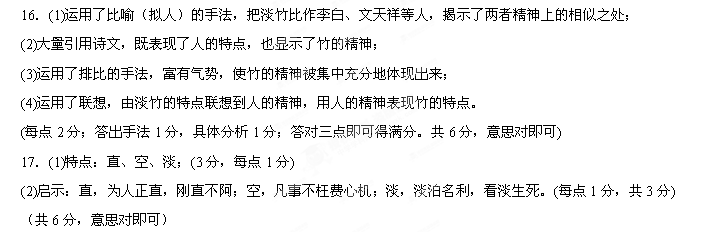 16. (1)运用了比喻（拟人）的手法，把淡竹比作李白、文天祥等人，揭示了两者精神上的相似之处；
(2)大量引用诗文，既表现了人的特点，也显示了竹的精神；
(3)运用了排比的手法，富有气势，使竹的精神被集中充分地体现出来；
(4)运用了联想，由淡竹的特点联想到人的精神，用人的精神表现竹的特点。
(每点 2分；答出手法 1分，具体分析 1分；答对三点即可得满分。共 6分，意思对即可)
17. (1)特点：直、空、淡；(3分，每点 1分)
(2)启示：直，为人正直，刚直不阿；空，凡事不枉费心机；淡，淡泊名利，看淡生死。(每点 1分，共 3分)
（共 6分，意思对即可）